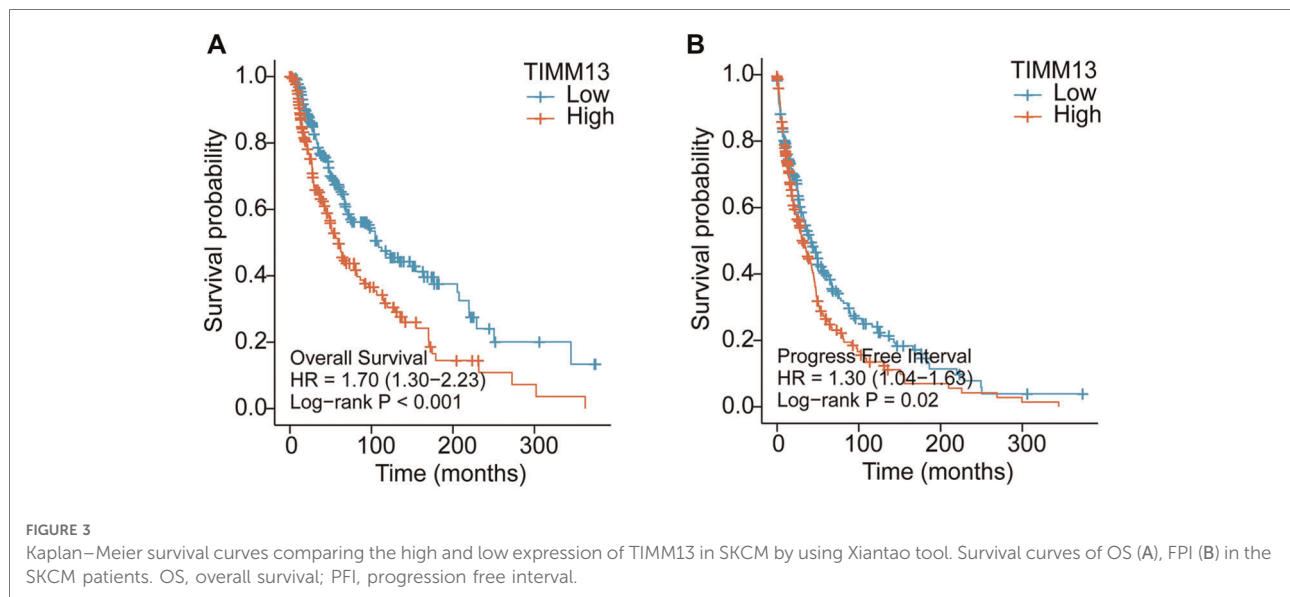 A
TIMM13
Low
High
Survival probability
1.0
0.8
0.6
0.4
0.2
0.0
Overall Survival
HR = 1.70 (1.30−2.23)
Log−rank P < 0.001
0 100 200 300
Time (months)
B
TIMM13
Low
High
Survival probability
1.0
0.8
0.6
0.4
0.2
0.0
Progress Free Interval
HR = 1.30 (1.04−1.63)
Log−rank P = 0.02
0 100 200 300
Time (months)
FIGURE 3
Kaplan–Meier survival curves comparing the high and low expression of TIMM13 in SKCM by using Xiantao tool. Survival curves of OS (A), FPI (B) in the
SKCM patients. OS, overall survival; PFI, progression free interval.